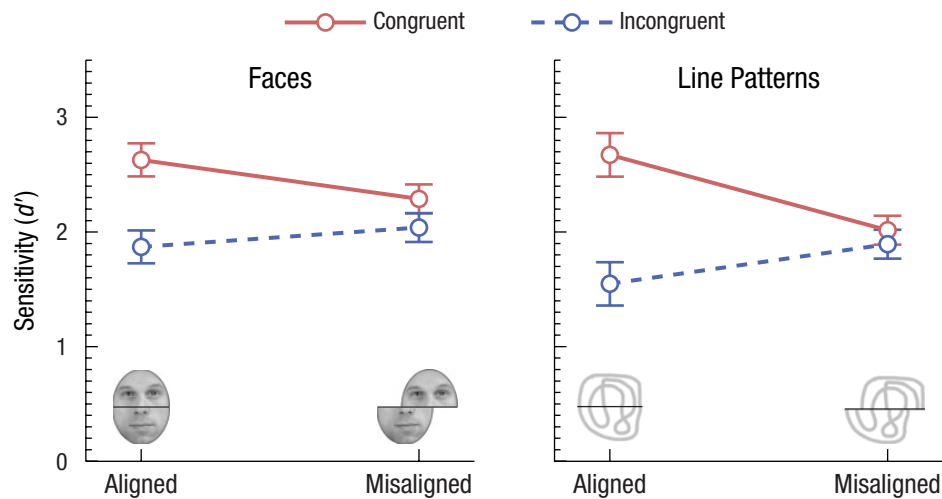 Congruent
Incongruent
Faces
Line Patterns
Sensitivity (d′)
3
2
1
0
Aligned
Misaligned
Aligned
Misaligned